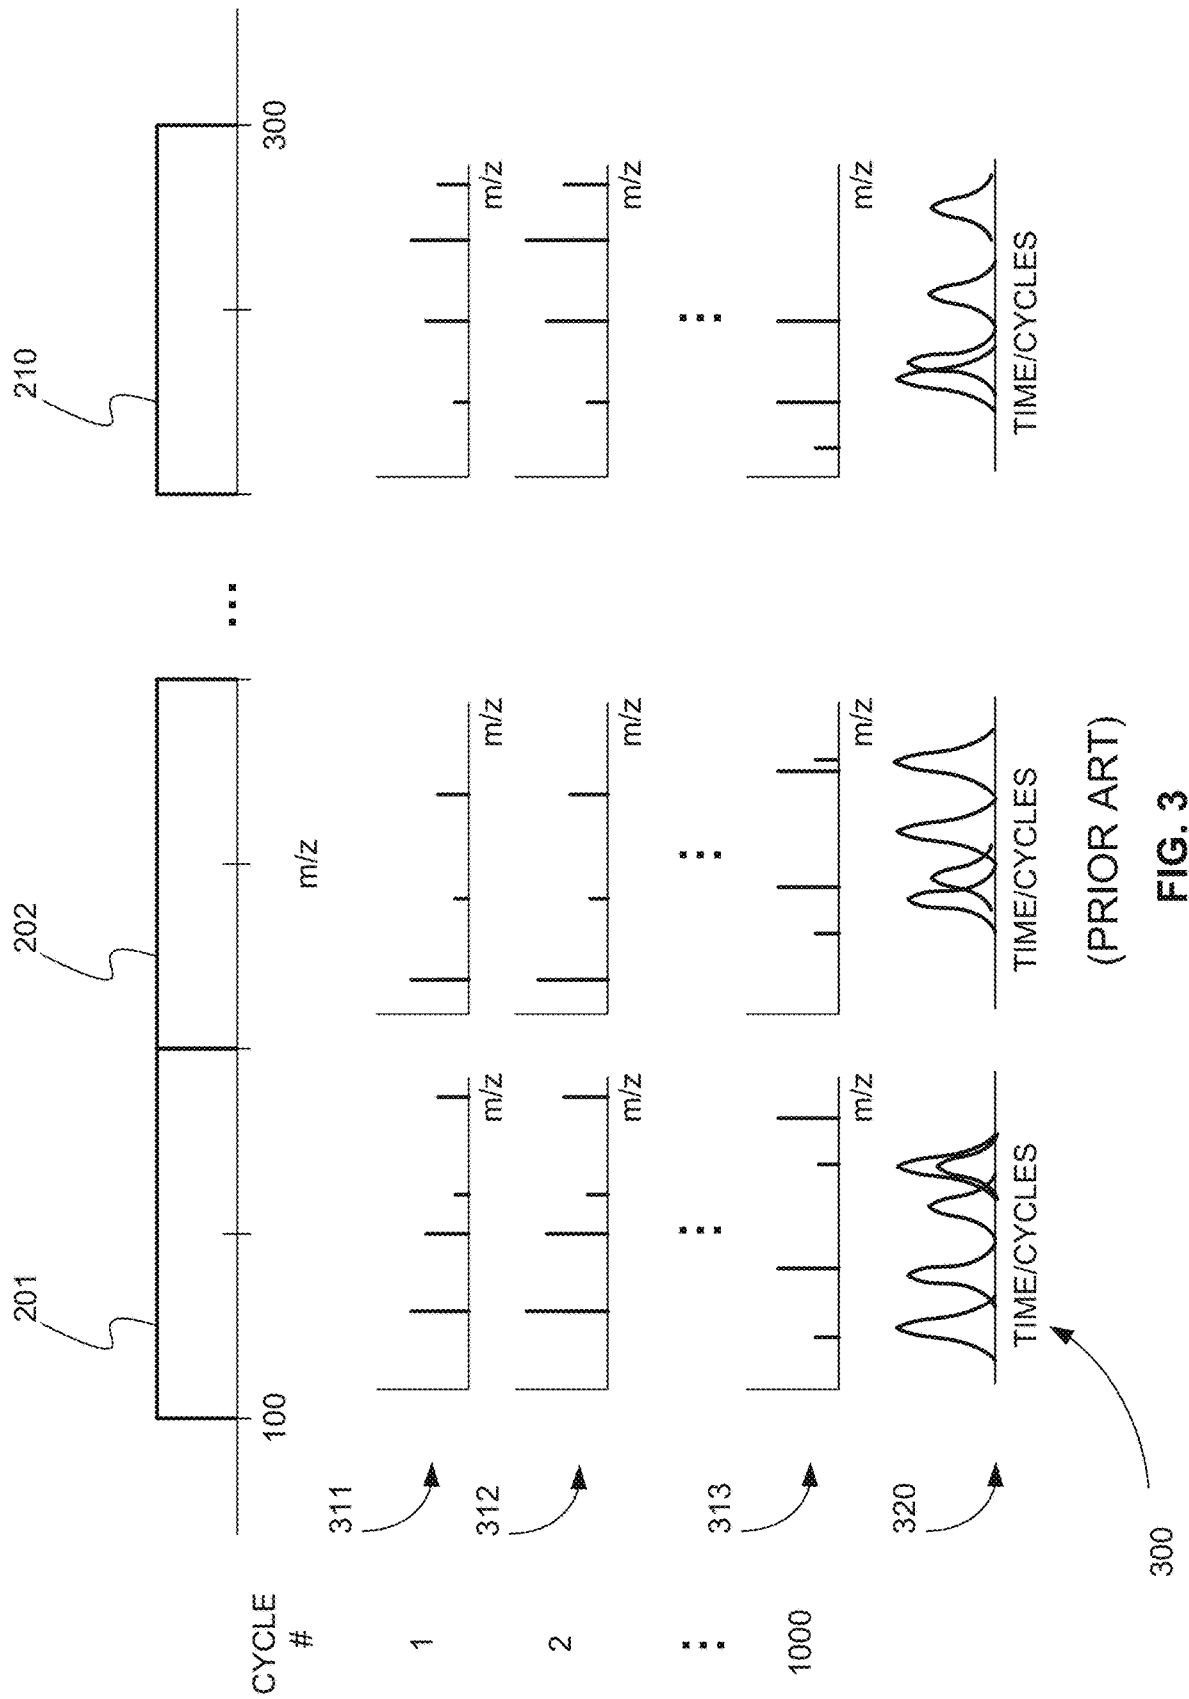 201
202
210
100
300
m/z
CYCLE
#
1
311
m/z
m/z
m/z
2
312
m/z
m/z
m/z
1000
313
m/z
m/z
m/z
320
TIME/CYCLES
TIME/CYCLES
TIME/CYCLES
300
(PRIOR ART)
FIG. 3